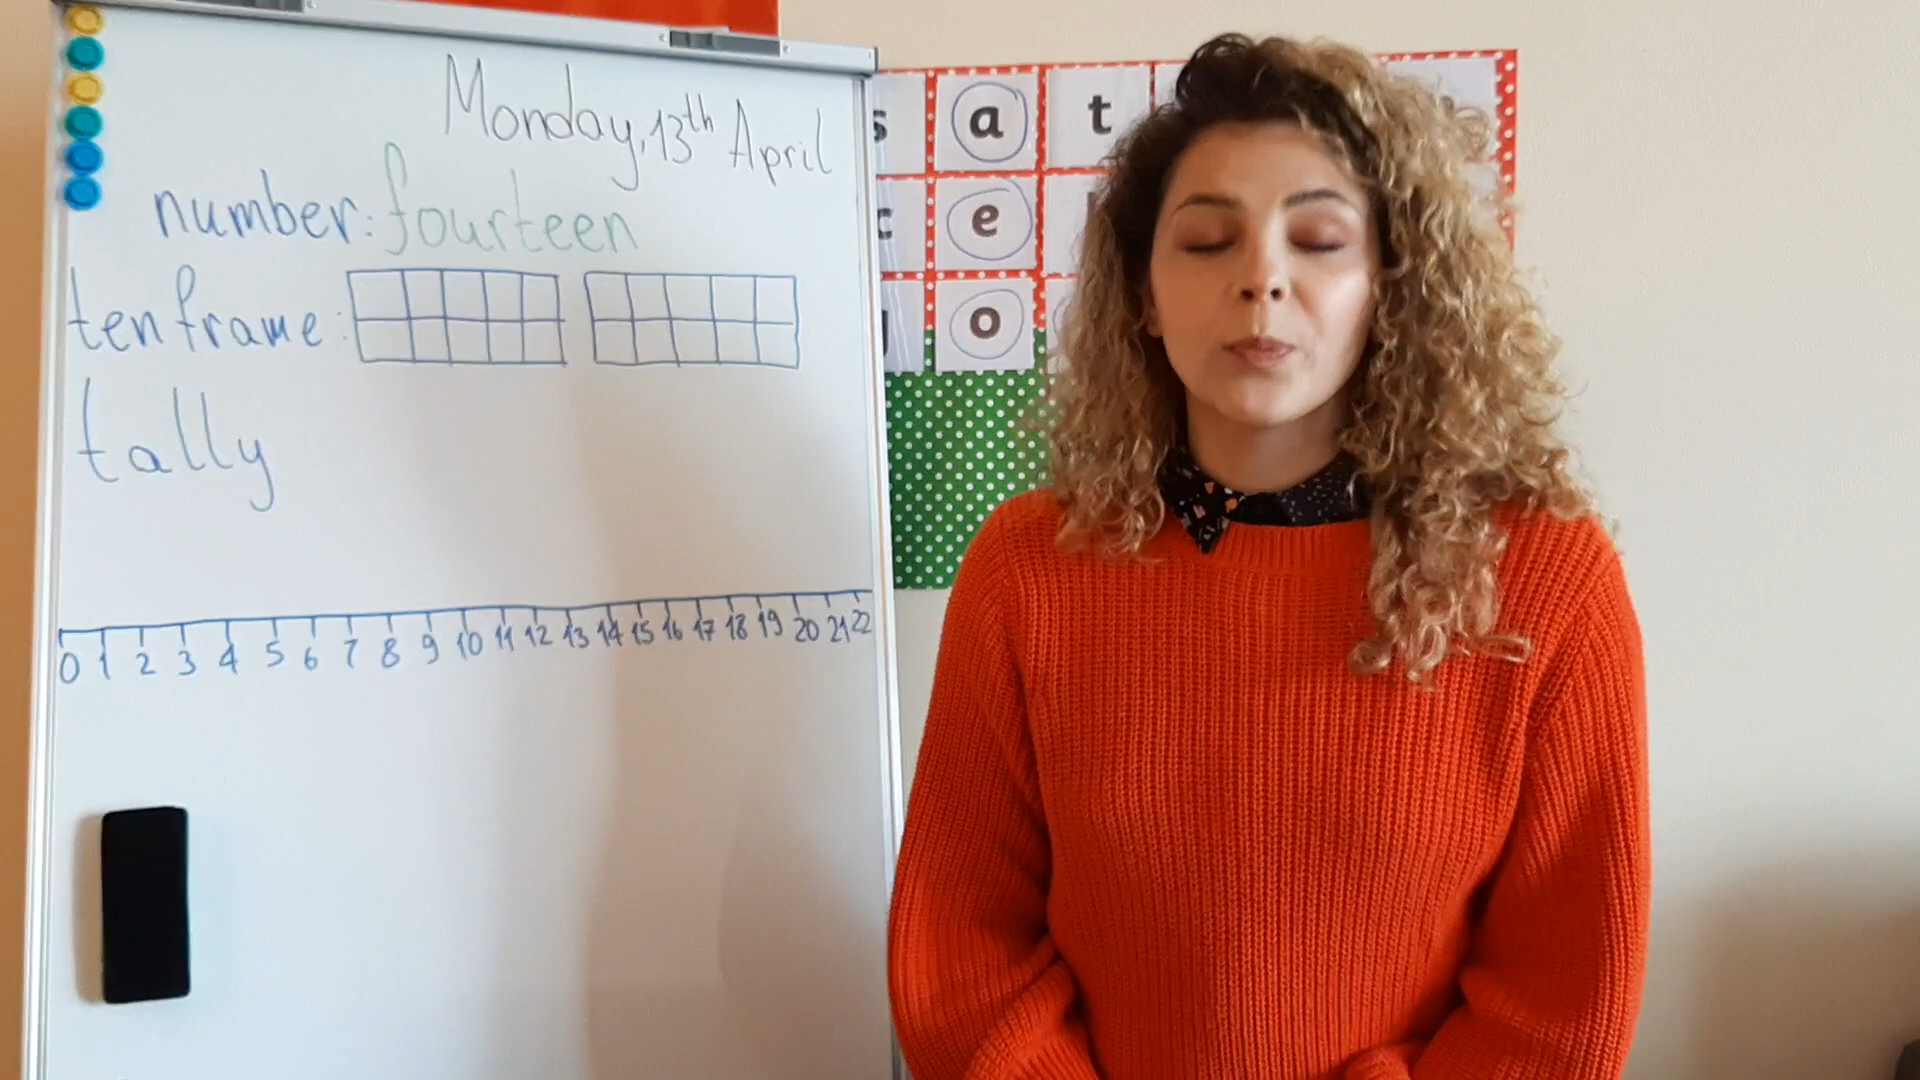 Monday, 13th April
number: fourteen
ten frame:
tally
0 1 2 3 4 5 6 7 8 9 10 11 12 13 14 15 16 17 18 19 20 21 22
s a t
c e
o